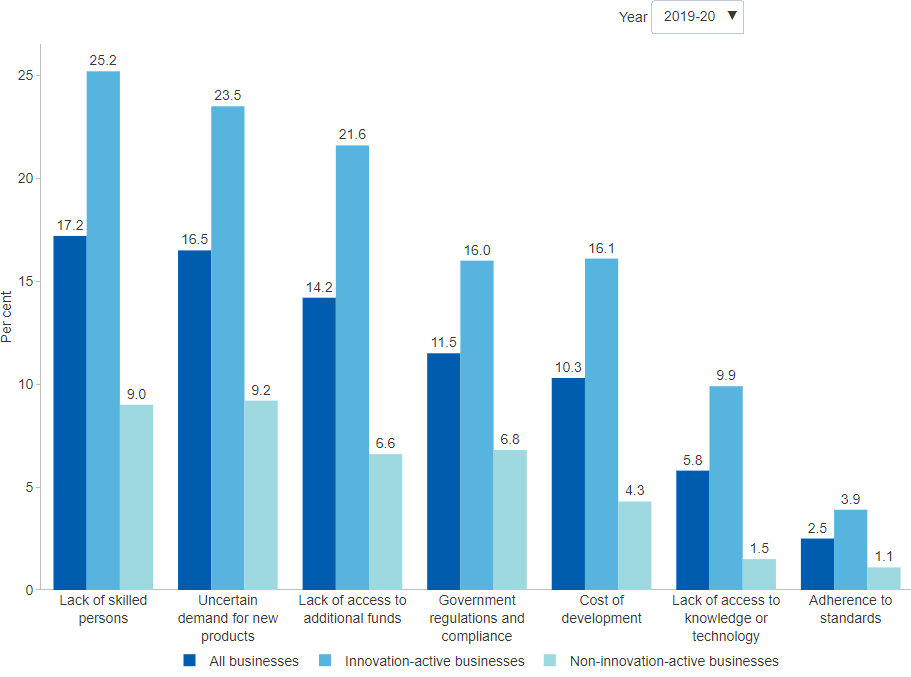 Year 2019-20 ▼
Per cent
25
20
15
10
5
0
17.2 25.2 9.0
16.5 23.5 9.2
14.2 21.6 6.6
11.5 16.0 6.8
10.3 16.1 4.3
5.8 9.9 1.5
2.5 3.9 1.1
Lack of skilled
persons
Uncertain
demand for new
products
Lack of access to
additional funds
Government
regulations and
compliance
Cost of
development
Lack of access to
knowledge or
technology
Adherence to
standards
All businesses Innovation-active businesses Non-innovation-active businesses